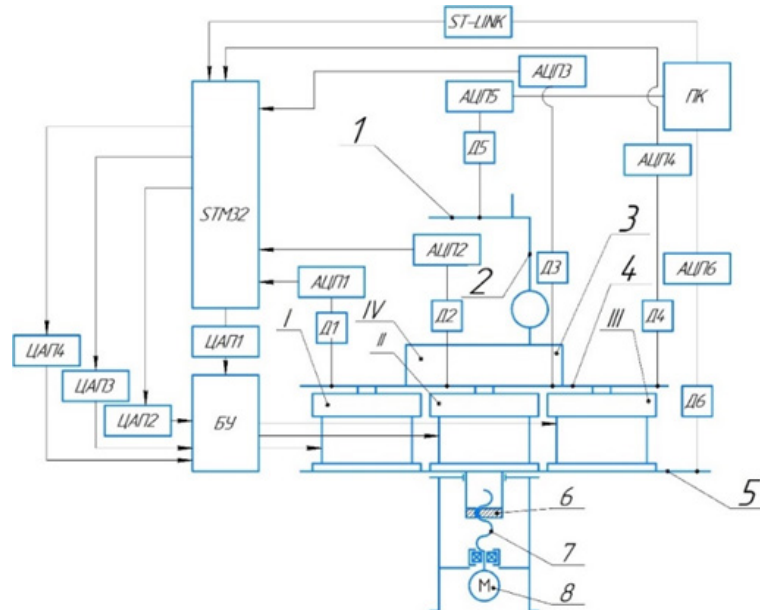 ST-LINK
АЦП3
АЦП5
ПК
1
Д5
АЦП4
STM32
АЦП2
3
2
Д3
4
АЦП6
АЦП1
IV
III
I
Д1
Д2
Д4
ЦАП4
ЦАП1
II
ЦАП3
ЦАП2
БУ
Д6
5
6
7
М
8